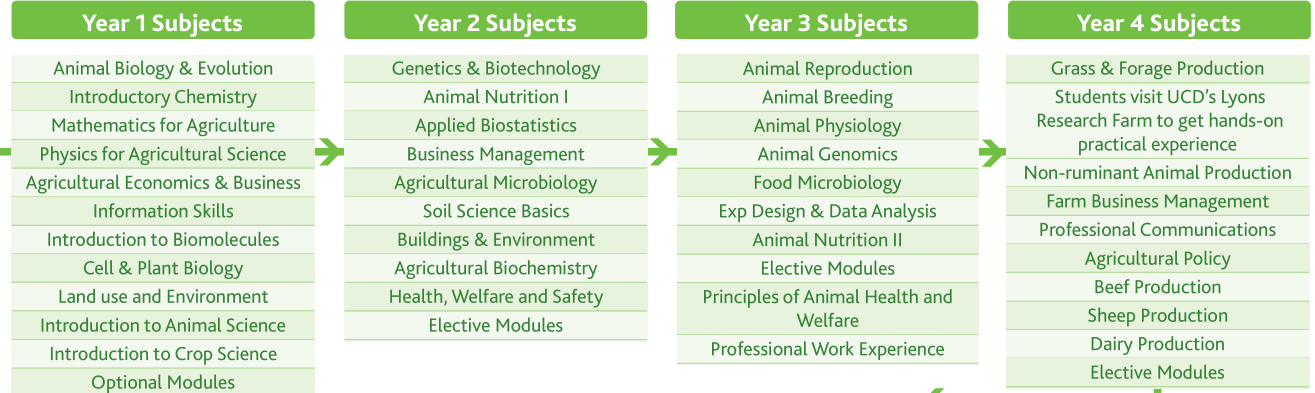 Year 1 Subjects
Animal Biology & Evolution
Introductory Chemistry
Mathematics for Agriculture
Physics for Agricultural Science
Agricultural Economics & Business
Information Skills
Introduction to Biomolecules
Cell & Plant Biology
Land use and Environment
Introduction to Animal Science
Introduction to Crop Science
Optional Modules
Year 2 Subjects
Genetics & Biotechnology
Animal Nutrition I
Applied Biostatistics
Business Management
Agricultural Microbiology
Soil Science Basics
Buildings & Environment
Agricultural Biochemistry
Health, Welfare and Safety
Elective Modules
Year 3 Subjects
Animal Reproduction
Animal Breeding
Animal Physiology
Animal Genomics
Food Microbiology
Exp Design & Data Analysis
Animal Nutrition II
Elective Modules
Principles of Animal Health and
Welfare
Professional Work Experience
Year 4 Subjects
Grass & Forage Production
Students visit UCD's Lyons
Research Farm to get hands-on
practical experience
Non-ruminant Animal Production
Farm Business Management
Professional Communications
Agricultural Policy
Beef Production
Sheep Production
Dairy Production
Elective Modules